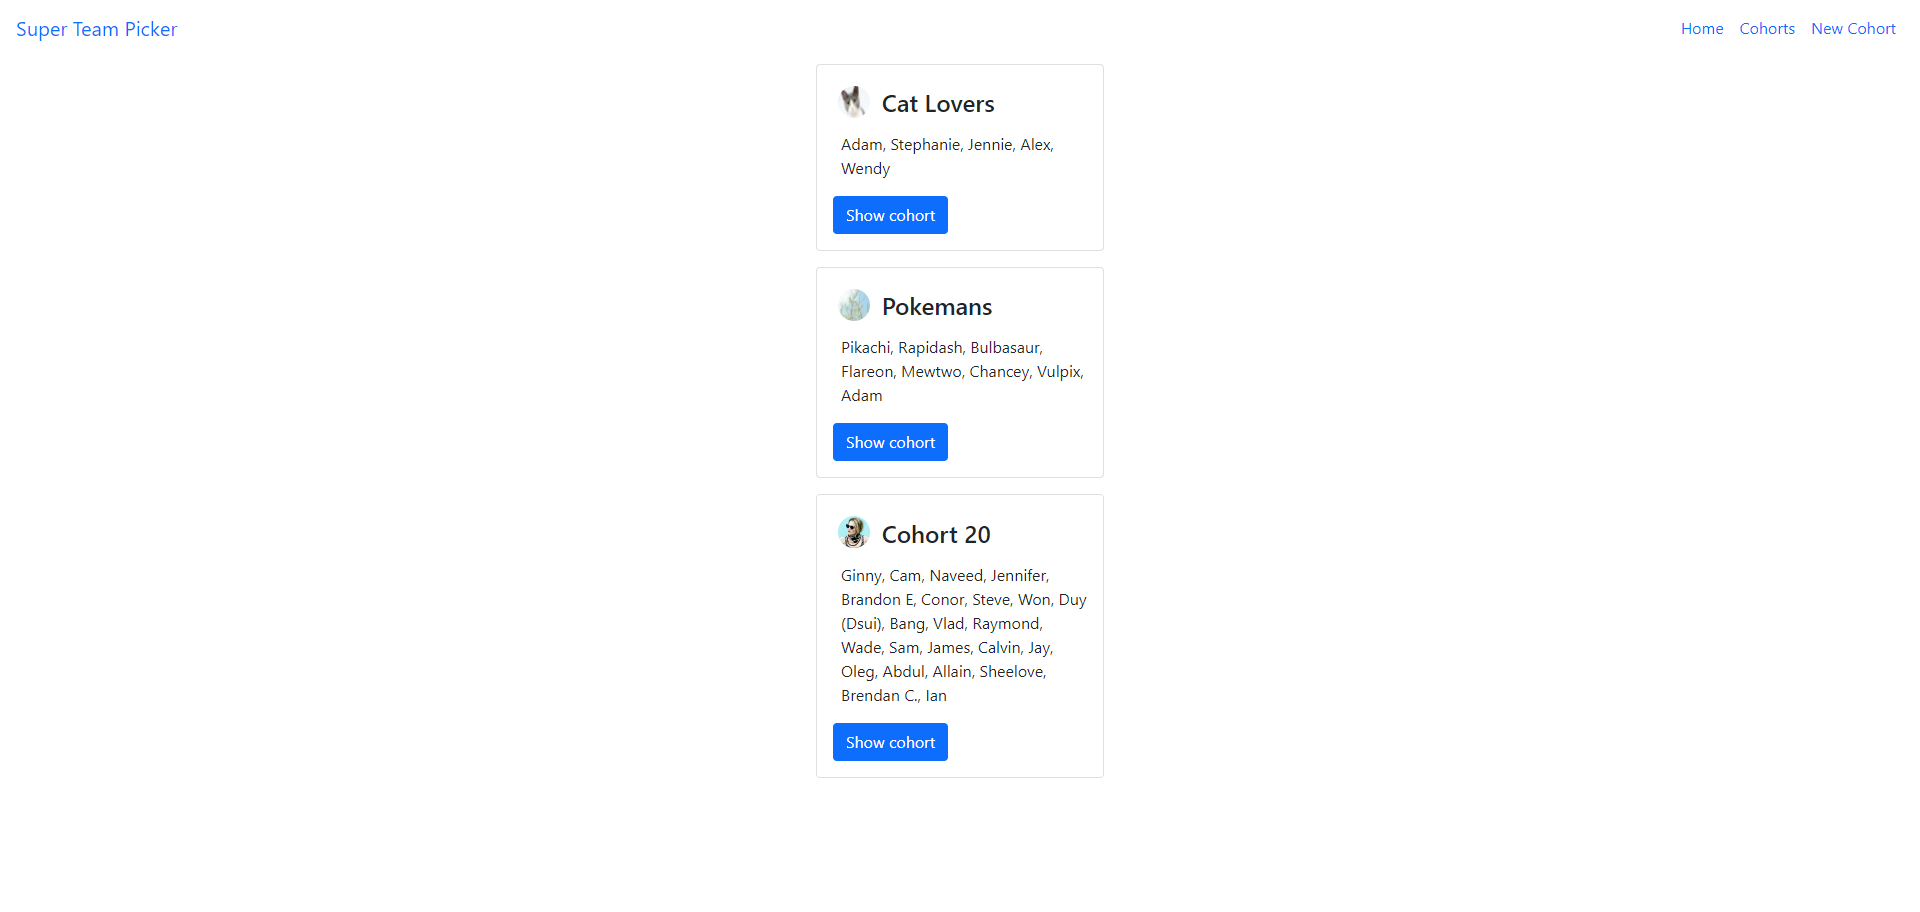 Super Team Picker
Home Cohorts New Cohort
Cat Lovers
Adam, Stephanie, Jennie, Alex,
Wendy
Show cohort
Pokemans
Pikachi, Rapidash, Bulbasaur,
Flareon, Mewtwo, Chancey, Vulpix,
Adam
Show cohort
Cohort 20
Ginny, Cam, Naveed, Jennifer,
Brandon E, Conor, Steve, Won, Duy
(Dsui), Bang, Vlad, Raymond,
Wade, Sam, James, Calvin, Jay,
Oleg, Abdul, Allain, Sheelove,
Brendan C., Ian
Show cohort